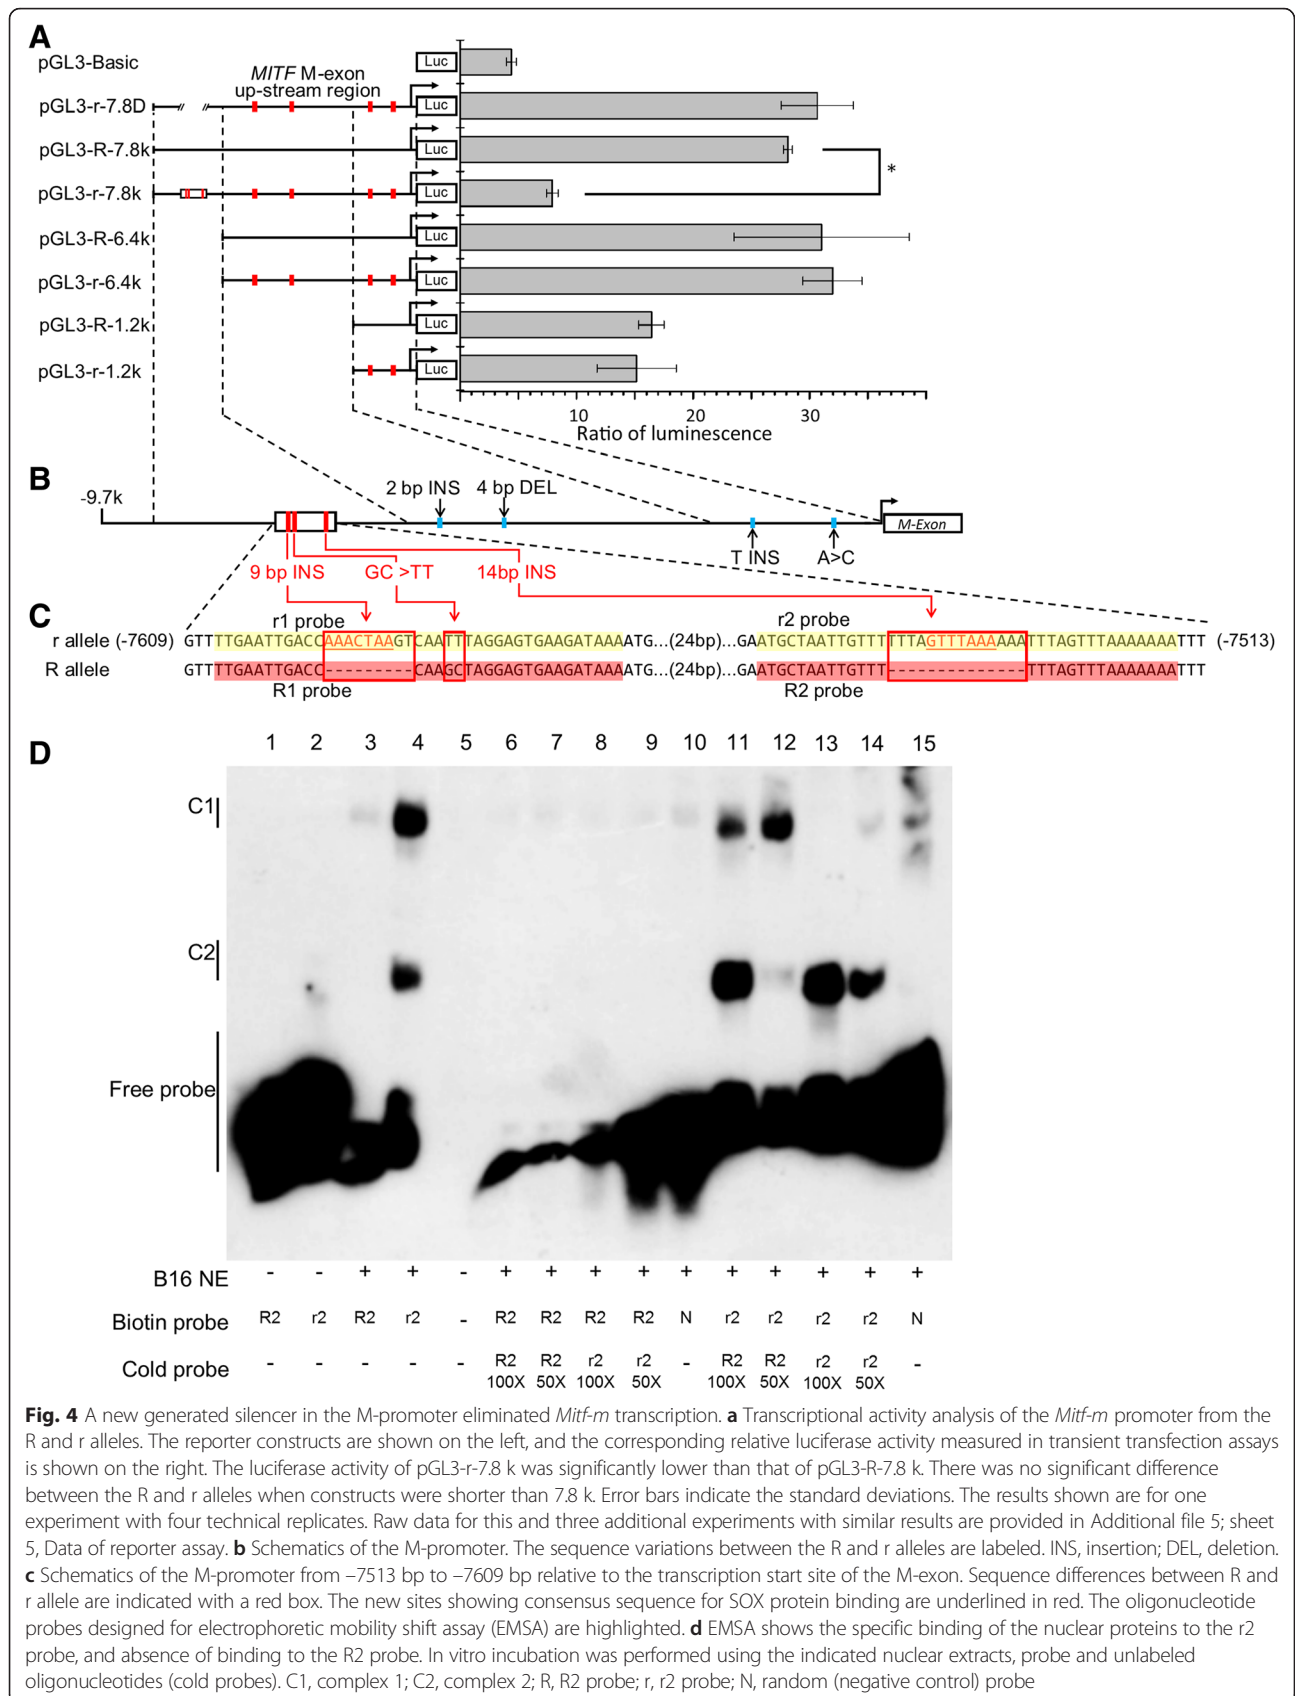 A
pGL3-Basic
Luc
MITF M-exon
up-stream region
pGL3-r-7.8D
Luc
pGL3-R-7.8k
Luc
*
pGL3-r-7.8k
Luc
pGL3-R-6.4k
Luc
pGL3-r-6.4k
Luc
pGL3-R-1.2k
Luc
pGL3-r-1.2k
Luc
10 20 30
Ratio of luminescence
B
-9.7k
2 bp INS 4 bp DEL
M-Exon
T INS A>C
9 bp INS GC >TT 14bp INS
C
r1 probe r2 probe
r allele (-7609) GTTTTGAATTGACCAAACTAAGTCAATTTAGGAGTGAAGATAAAATG...(24bp)...GAATGCTAATTGTTTTTTAGTTTAAAAAATTTAGTTTAAAAAAATTT (-7513)
R allele GTTTTGAATTGACC---------CAAGCTAGGAGTGAAGATAAAATG...(24bp)...GAATGCTAATTGTTT--------------TTTAGTTTAAAAAAATTT
R1 probe R2 probe
D
1 2 3 4 5 6 7 8 9 10 11 12 13 14 15
C1
C2
Free probe
B16 NE - - + + - + + + + + + + + + +
Biotin probe R2 r2 R2 r2 - R2 R2 R2 R2 N r2 r2 r2 r2 N
Cold probe - - - - - R2 R2 r2 r2 - R2 R2 r2 r2 -
100X 50X 100X 50X 100X 50X 100X 50X
Fig. 4 A new generated silencer in the M-promoter eliminated Mitf-m transcription. a Transcriptional activity analysis of the Mitf-m promoter from the
R and r alleles. The reporter constructs are shown on the left, and the corresponding relative luciferase activity measured in transient transfection assays
is shown on the right. The luciferase activity of pGL3-r-7.8 k was significantly lower than that of pGL3-R-7.8 k. There was no significant difference
between the R and r alleles when constructs were shorter than 7.8 k. Error bars indicate the standard deviations. The results shown are for one
experiment with four technical replicates. Raw data for this and three additional experiments with similar results are provided in Additional file 5; sheet
5, Data of reporter assay. b Schematics of the M-promoter. The sequence variations between the R and r alleles are labeled. INS, insertion; DEL, deletion.
c Schematics of the M-promoter from −7513 bp to −7609 bp relative to the transcription start site of the M-exon. Sequence differences between R and
r allele are indicated with a red box. The new sites showing consensus sequence for SOX protein binding are underlined in red. The oligonucleotide
probes designed for electrophoretic mobility shift assay (EMSA) are highlighted. d EMSA shows the specific binding of the nuclear proteins to the r2
probe, and absence of binding to the R2 probe. In vitro incubation was performed using the indicated nuclear extracts, probe and unlabeled
oligonucleotides (cold probes). C1, complex 1; C2, complex 2; R, R2 probe; r, r2 probe; N, random (negative control) probe